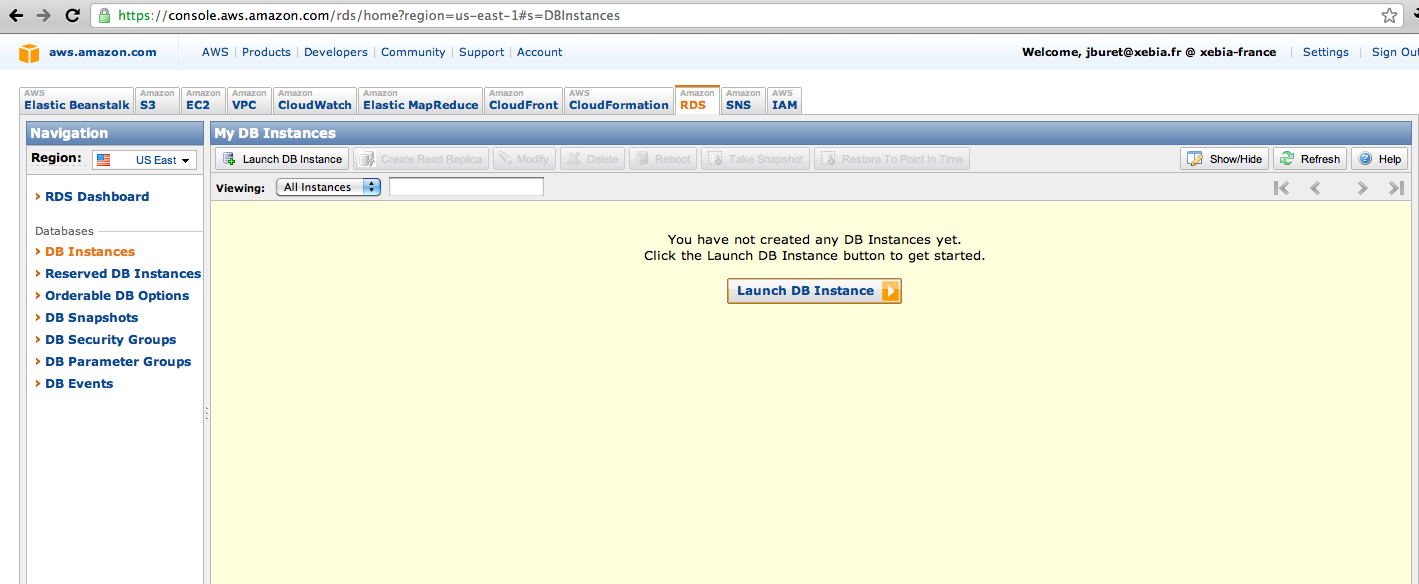 https://console.aws.amazon.com/rds/home?region=us-east-1#s=DBInstances
aws.amazon.com AWS | Products | Developers | Community | Support | Account Welcome, jburet@xebia.fr @ xebia-france | Settings | Sign Out
AWS Amazon Amazon Amazon Amazon Amazon Amazon AWS Amazon Amazon AWS
Elastic Beanstalk S3 EC2 VPC CloudWatch Elastic MapReduce CloudFront CloudFormation RDS SNS IAM
Navigation
Region: US East
RDS Dashboard
Databases
DB Instances
Reserved DB Instances
Orderable DB Options
DB Snapshots
DB Security Groups
DB Parameter Groups
DB Events
My DB Instances
Launch DB Instance Create Read Replica Modify Delete Reboot Take Snapshot Restore To Point In Time Show/Hide Refresh Help
Viewing: All Instances
You have not created any DB Instances yet.
Click the Launch DB Instance button to get started.
Launch DB Instance